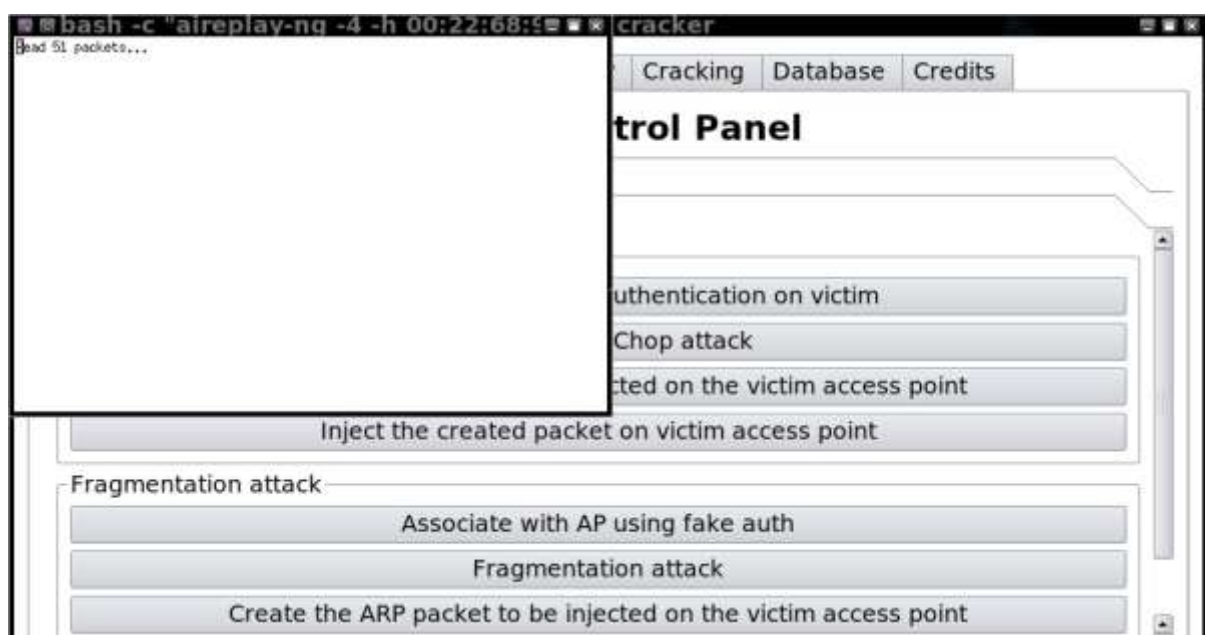 bash -c "aireplay-ng -4 -h 00:22:68:9
cracker
Read 51 packets...
Cracking
Database
Credits
trol Panel
uthentication on victim
Chop attack
cted on the victim access point
Inject the created packet on victim access point
Fragmentation attack
Associate with AP using fake auth
Fragmentation attack
Create the ARP packet to be injected on the victim access point